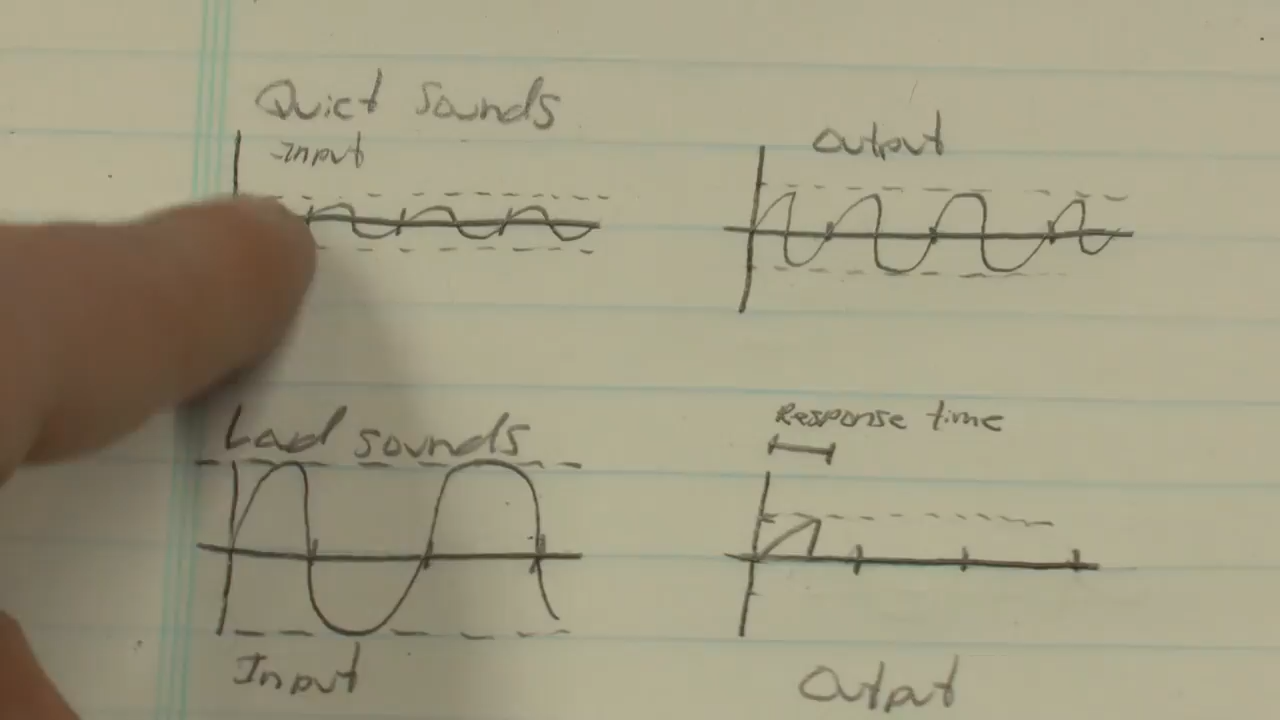 Quiet Sounds
Input
Output
Loud sounds
Response time
Input
Output